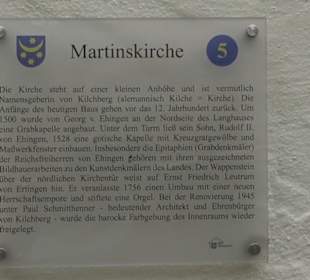 Martinskirche
5
Die Kirche steht auf einer kleinen Anhöhe und ist vermutlich
Namensgeberin von Kilchberg (alemannisch Kilche = Kirche). Die
Anfänge des heutigen Baus gehen vor das 12. Jahrhundert zurück. Um
1500 wurde von Georg v. Ehingen an der Nordseite des Langhauses
eine Grabkapelle angebaut. Unter dem Turm ließ sein Sohn, Rudolf II.
von Ehingen, 1528 eine gotische Kapelle mit Kreuzgratgewölbe und
Maßwerkfenster einbauen. Insbesondere die Epitaphien (Grabdenkmäler)
der Reichsfreiherren von Ehingen gehören mit ihren ausgezeichneten
Bildhauerarbeiten zu den Kunstdenkmälern des Landes. Der Wappenstein
über der nördlichen Kirchentür weist auf Ernst Friedrich Leutrum
von Ertingen hin. Er veranlasste 1756 einen Umbau mit einer neuen
Herrschaftsempore und stiftete eine Orgel. Bei der Renovierung 1945
unter Paul Schmitthenner - bedeutender Architekt und Ehrenbürger
von Kilchberg - wurde die barocke Farbgebung des Innenraums wieder
freigelegt.